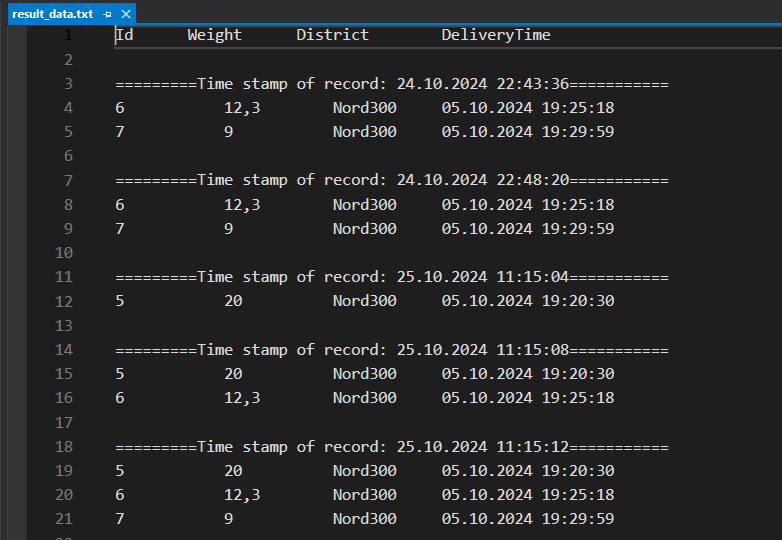 result_data.txt
1 Id Weight District DeliveryTime
2
3 =========Time stamp of record: 24.10.2024 22:43:36===========
4 6 12,3 Nord300 05.10.2024 19:25:18
5 7 9 Nord300 05.10.2024 19:29:59
6
7 =========Time stamp of record: 24.10.2024 22:48:20===========
8 6 12,3 Nord300 05.10.2024 19:25:18
9 7 9 Nord300 05.10.2024 19:29:59
10
11 =========Time stamp of record: 25.10.2024 11:15:04===========
12 5 20 Nord300 05.10.2024 19:20:30
13
14 =========Time stamp of record: 25.10.2024 11:15:08===========
15 5 20 Nord300 05.10.2024 19:20:30
16 6 12,3 Nord300 05.10.2024 19:25:18
17
18 =========Time stamp of record: 25.10.2024 11:15:12===========
19 5 20 Nord300 05.10.2024 19:20:30
20 6 12,3 Nord300 05.10.2024 19:25:18
21 7 9 Nord300 05.10.2024 19:29:59